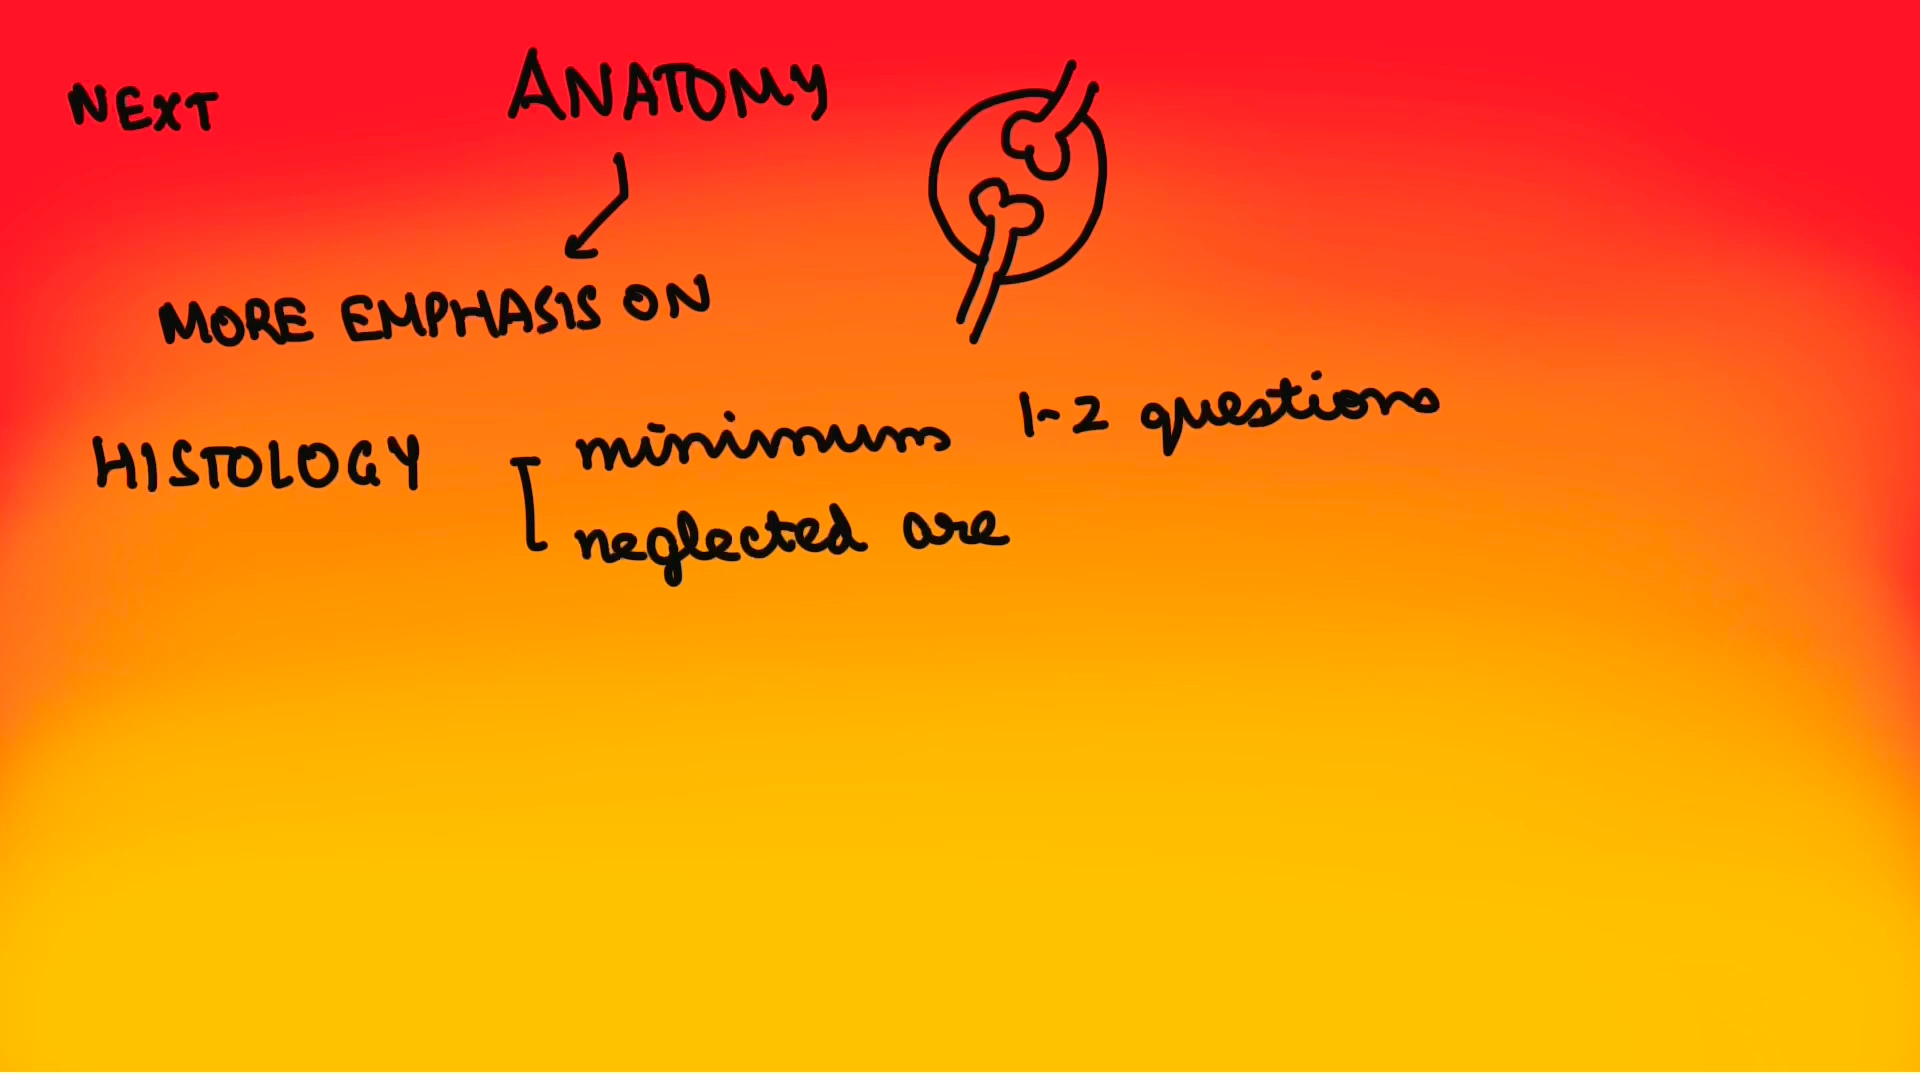 NEXT
ANATOMY
MORE EMPHASIS ON
HISTOLOGY
minimum 1-2 questions
neglected are